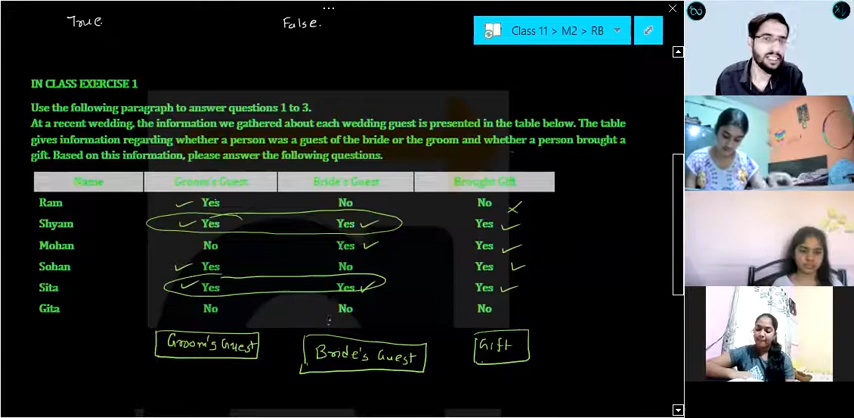 True
False.
Class 11 > M2 > RB
IN CLASS EXERCISE 1
Use the following paragraph to answer questions 1 to 3.
At a recent wedding, the information we gathered about each wedding guest is presented in the table below. The table
gives information regarding whether a person was a guest of the bride or the groom and whether a person brought a
gift. Based on this information, please answer the following questions.
Name Groom's Guest Bride's Guest Brought Gift
Ram Yes No No
Shyam Yes Yes Yes
Mohan No Yes Yes
Sohan Yes No Yes
Sita Yes Yes Yes
Gita No No No
Groom's Guest
Bride's Guest
Gift